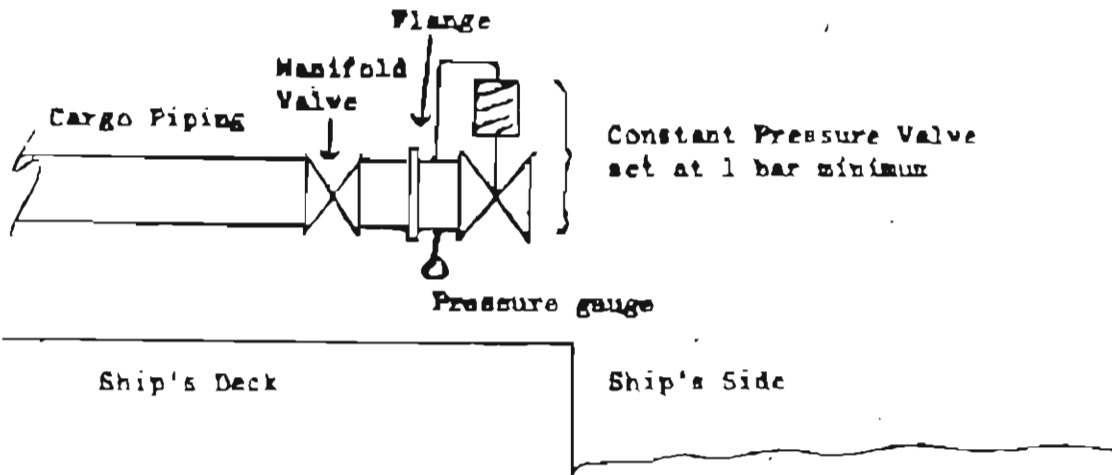 Flange
Manifold
Valve
Cargo Piping
Constant Pressure Valve
set at 1 bar minimum
Pressure gauge
Ship's Deck
Ship's Side